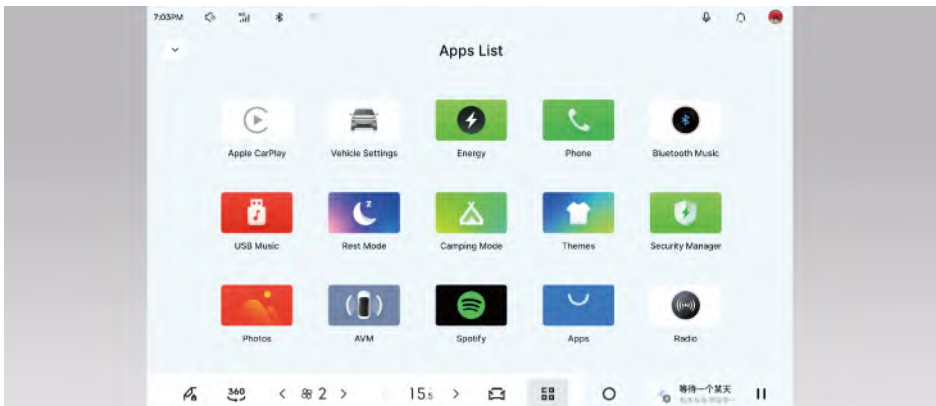 7:03PM
Apps List
Apple CarPlay
Vehicle Settings
Energy
Phone
Bluetooth Music
USB Music
Rest Mode
Camping Mode
Themes
Security Manager
Photos
AVM
Spotify
Apps
Radio
360
2
15.5
等待一个某天